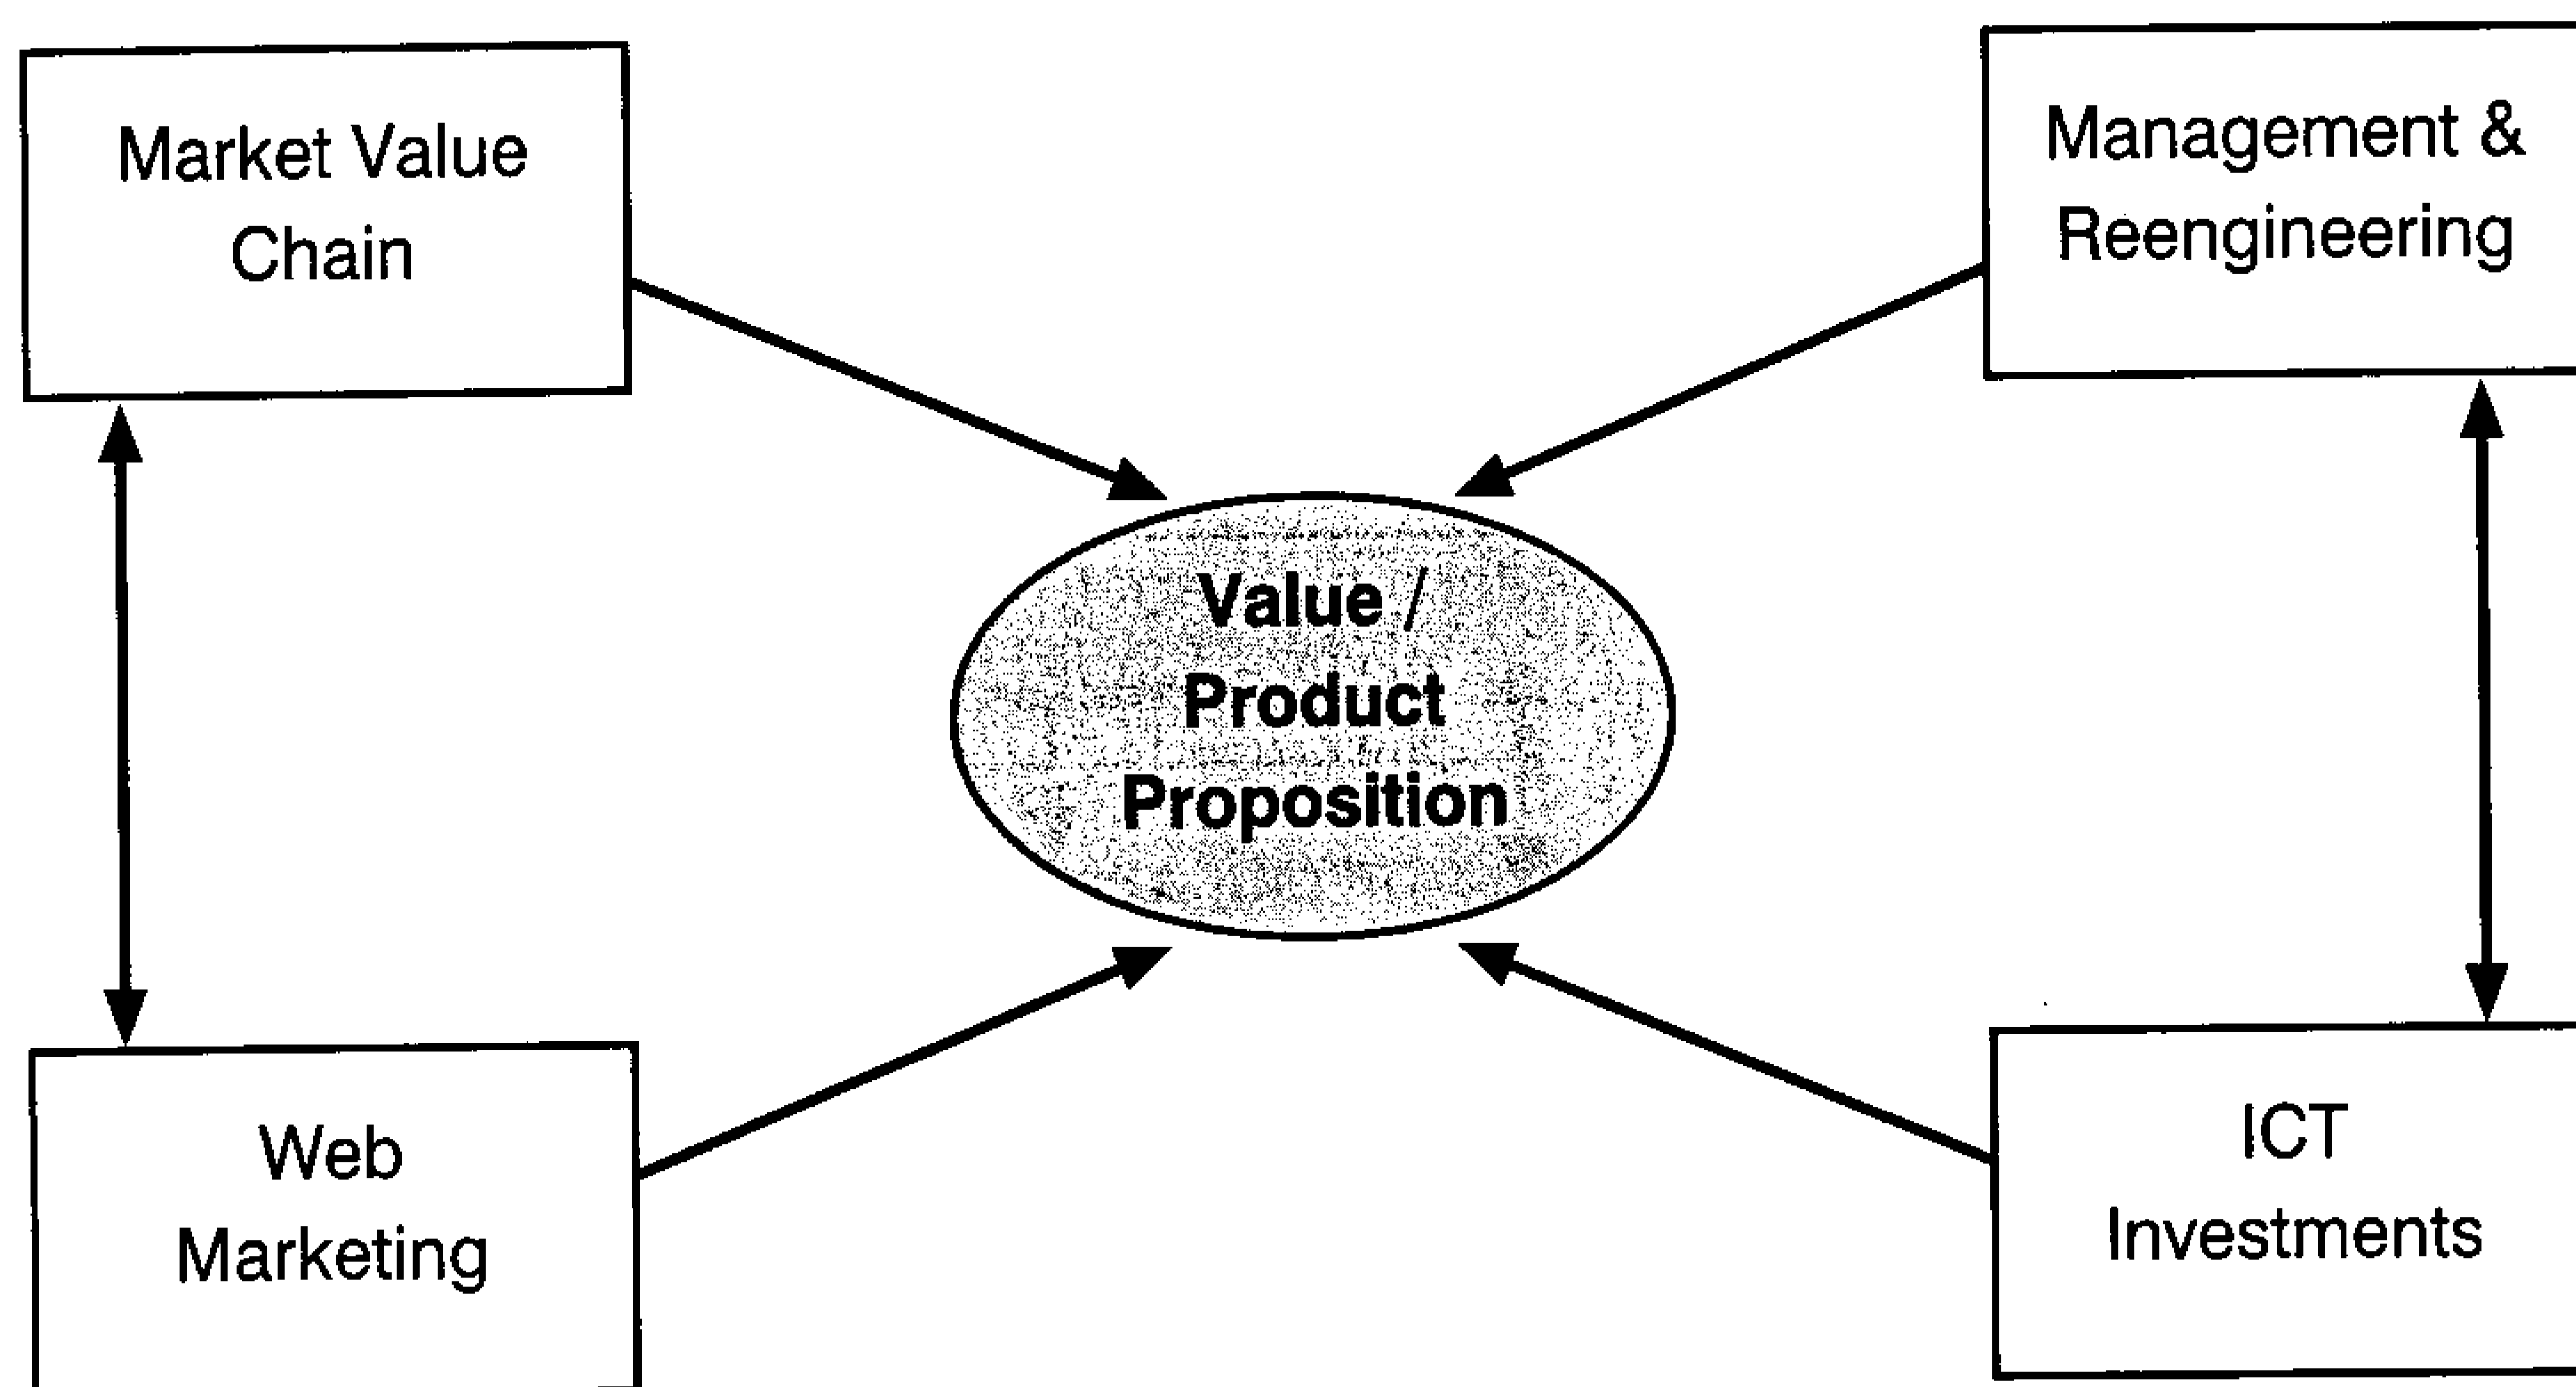 Market Value
Chain
Management &
Reengineering
Value /
Product
Proposition
Web
Marketing
ICT
Investments